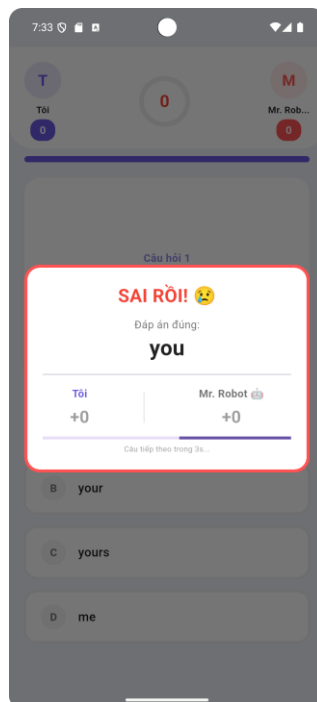 7:33
T
Tôi
0
0
M
Mr. Rob...
0
Câu hỏi 1
SAI RỒI! 😢
Đáp án đúng:
you
Tôi
+0
Mr. Robot 🤖
+0
Câu tiếp theo trong 3s...
B your
C yours
D me